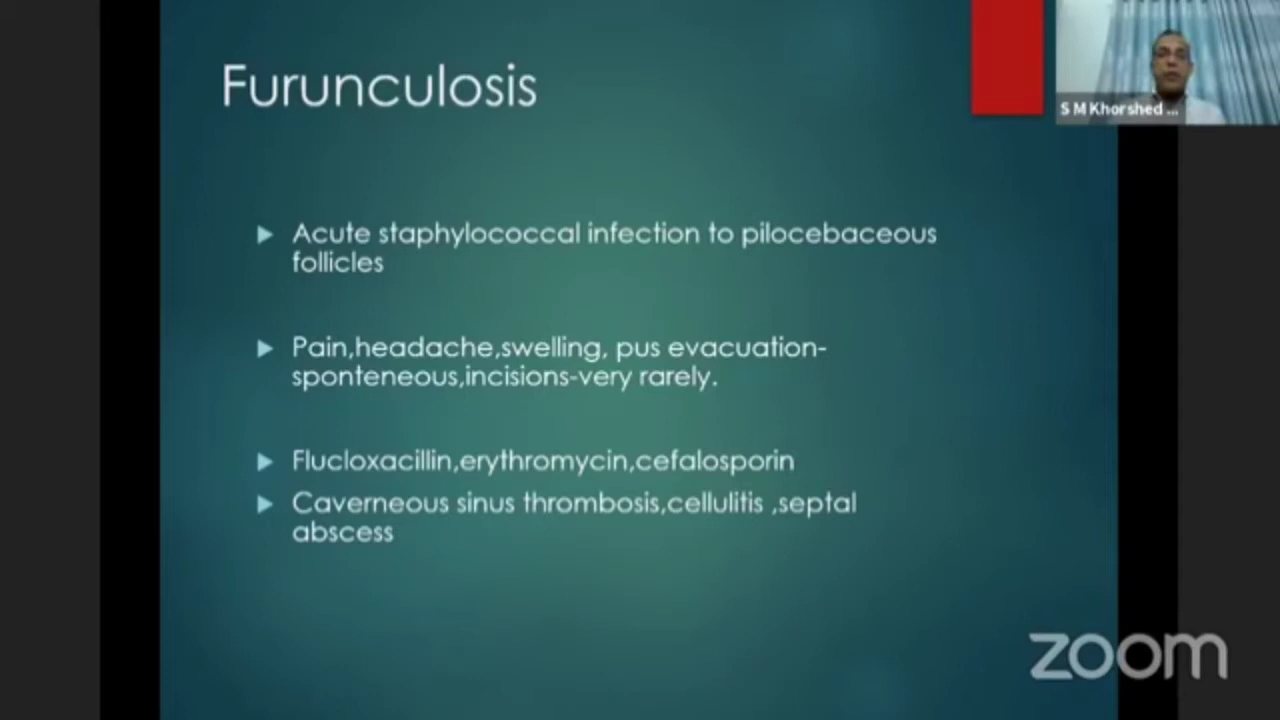 Furunculosis
S M Khorshed ...
Acute staphylococcal infection to pilocebaceous
follicles
Pain,headache,swelling, pus evacuation-
sponteneous,incisions-very rarely.
Flucloxacillin,erythromycin,cefalosporin
Caverneous sinus thrombosis,cellulitis ,septal
abscess
zoom